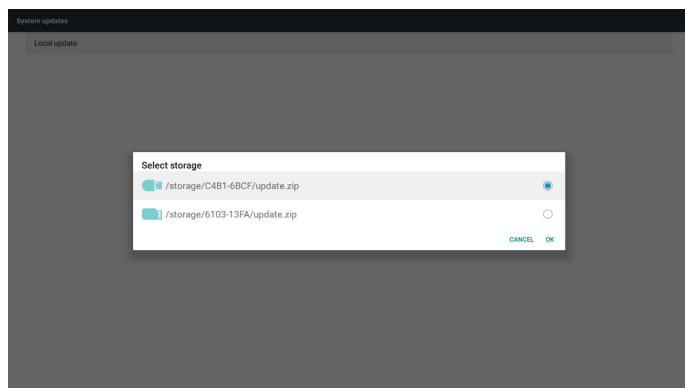 System updates
Local update
Select storage
/storage/C4B1-6BCF/update.zip
/storage/6103-13FA/update.zip
CANCEL OK